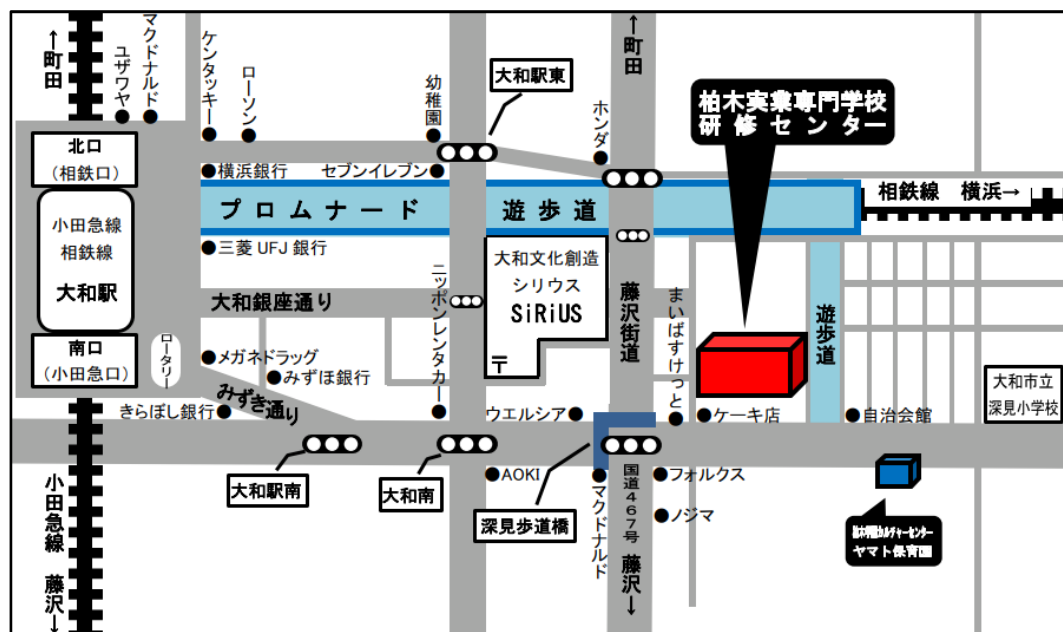 ←町田
ユザワヤ
マクドナルド
ケンタッキー
ローソン
幼稚園
大和駅東
ホンダ
←町田
柏木実業専門学校
研修センター
北口
(相鉄口)
横浜銀行
セブンイレブン
プロムナード
遊歩道
相鉄線 横浜→
小田急線
相鉄線
大和駅
三菱UFJ銀行
大和銀座通り
ニッポンレンタカー
大和文化創造
シリウス
SiRiUS
〒
藤沢街道
まいばすけっと
遊歩道
南口
(小田急口)
ロータリー
メガネドラッグ
みずほ銀行
みずき通り
きらぼし銀行
ウエルシア
ケーキ店
自治会館
大和市立
深見小学校
大和駅南
大和南
AOKI
深見歩道橋
マクドナルド
国道467号
フォルクス
ノジマ
小田急線 藤沢→
藤沢→
ヤマト保育園